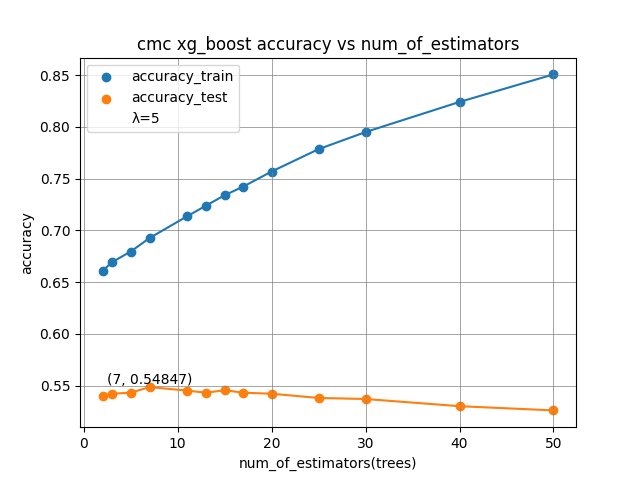 cmc xg_boost accuracy vs num_of_estimators
accuracy_train
accuracy_test
λ=5
0.85
0.80
0.75
0.70
0.65
0.60
0.55
accuracy
(7, 0.54847)
0 10 20 30 40 50
num_of_estimators(trees)